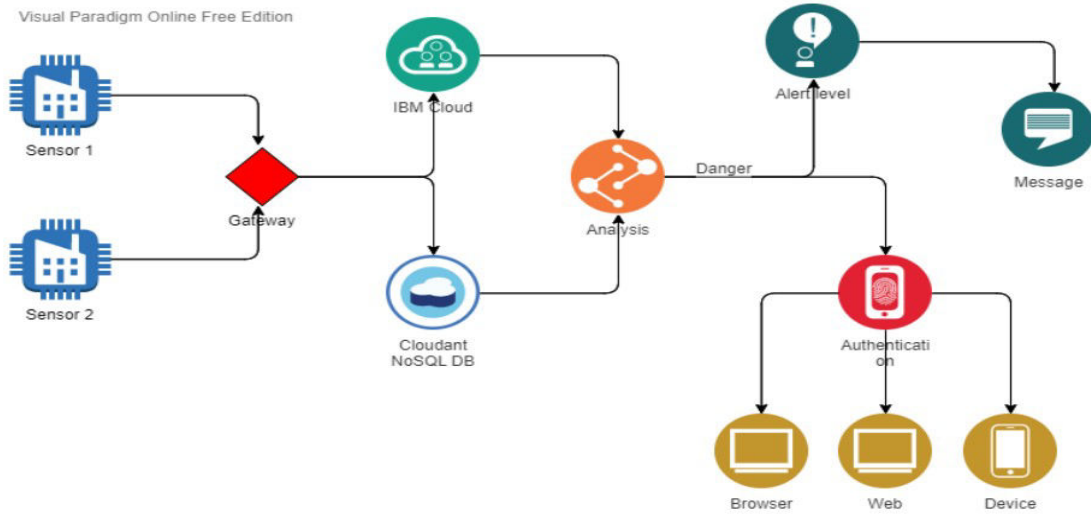 Visual Paradigm Online Free Edition
Sensor 1
Sensor 2
Gateway
IBM Cloud
Cloudant
NoSQL DB
Analysis
Danger
Alert level
Message
Authenticati
on
Browser
Web
Device